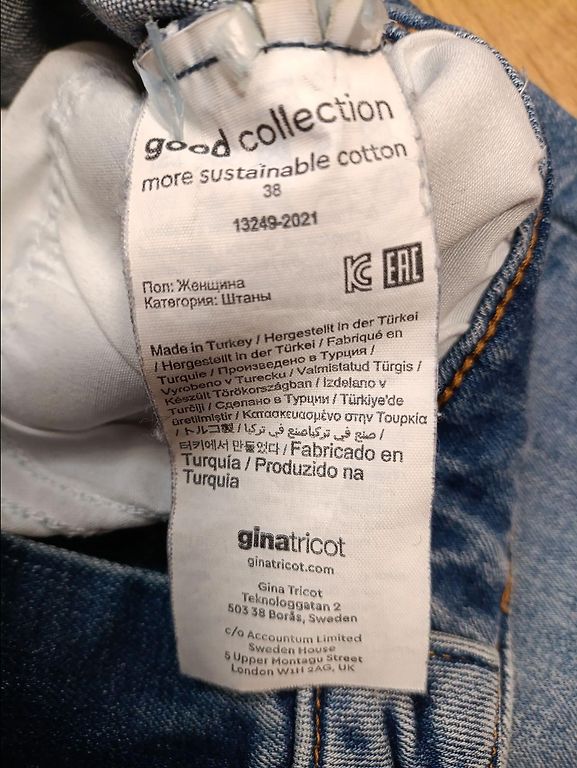 good collection
more sustainable cotton
38
13249-2021
EAC
Пол: Женщина
Категория: Штаны
Made in Turkey / Hergestellt in der Türkei
/ Hergestellt in der Türkei / Fabriqué en
Turquie / Произведено в Турция /
Vyrobeno v Turecku / Valmistatud Türgis /
Készült Törökországban / Izdelano v
Turčiji / Сделано в Турции / Türkiye'de
üretilmiştir / Κατασκευασμένο στην Τουρκία
/ トルコ製 / صنع في تركيا صنع في تركيا /
터키에서 만들었다 / Fabricado en
Turquía / Produzido na
Turquia
ginatricot
ginatricot.com
Gina Tricot
Teknologgatan 2
503 38 Borås, Sweden
c/o Accountum Limited
Sweden House
5 Upper Montagu Street
London W1H 2AG, UK